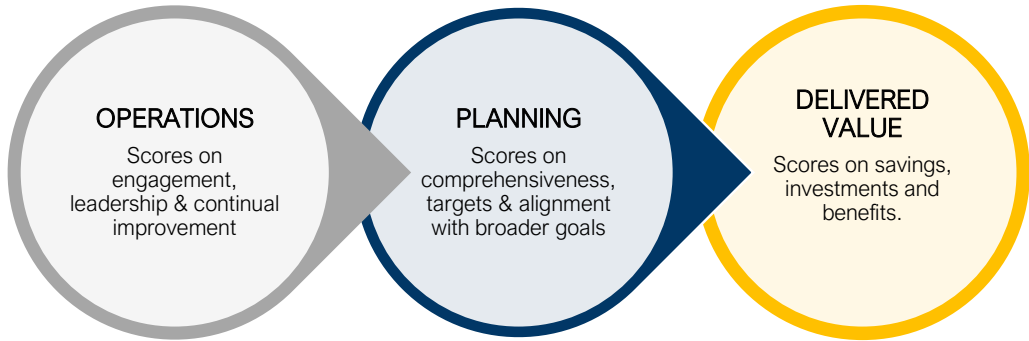 OPERATIONS
Scores on
engagement,
leadership & continual
improvement
PLANNING
Scores on
comprehensiveness,
targets & alignment
with broader goals
DELIVERED
VALUE
Scores on savings,
investments and
benefits.